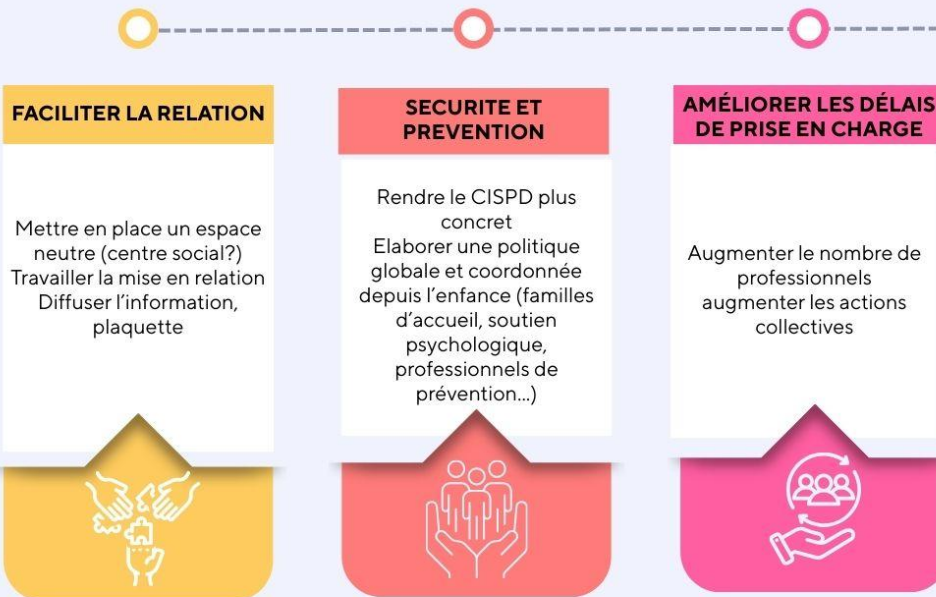 FACILITER LA RELATION
Mettre en place un espace
neutre (centre social?)
Travailler la mise en relation
Diffuser l'information,
plaquette
SECURITE ET
PREVENTION
Rendre le CISPD plus
concret
Elaborer une politique
globale et coordonnée
depuis l'enfance (familles
d'accueil, soutien
psychologique,
professionnels de
prévention...)
AMÉLIORER LES DÉLAIS
DE PRISE EN CHARGE
Augmenter le nombre de
professionnels
augmenter les actions
collectives